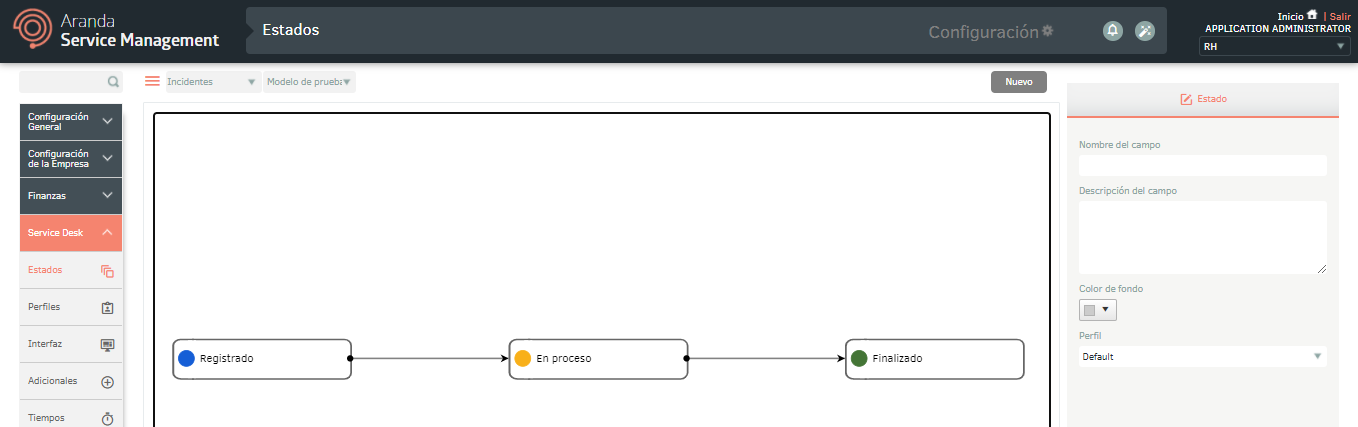 Aranda
Service Management
Estados
Configuración
Inicio | Salir
APPLICATION ADMINISTRATOR
RH
Incidentes
Modelo de prueba
Nuevo
Configuración
General
Configuración
de la Empresa
Finanzas
Service Desk
Estados
Perfiles
Interfaz
Adicionales
Tiempos
Registrado
En proceso
Finalizado
Estado
Nombre del campo
Descripción del campo
Color de fondo
Perfil
Default